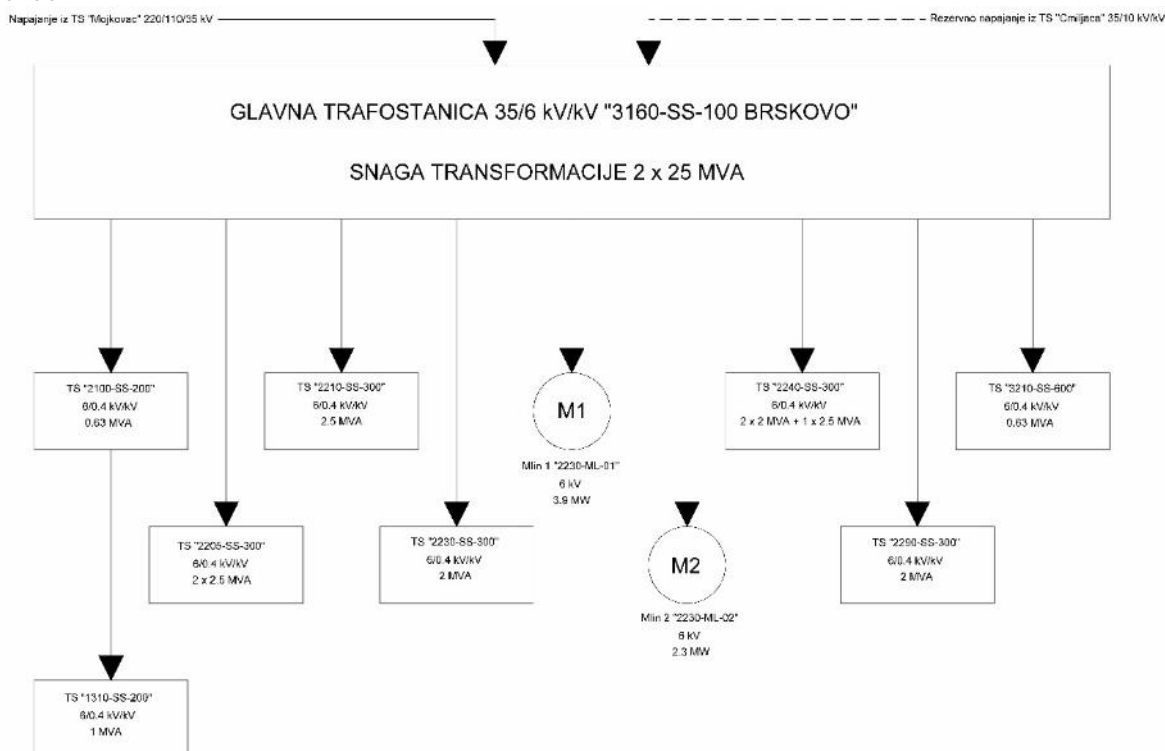 Napajanje iz TS "Mojkovac" 220/110/35 kV
Rezervno napajanje iz TS "Crniljaca" 35/10 kV/kV
GLAVNA TRAFOSTANICA 35/6 kV/kV "3160-SS-100 BRSKOVO"
SNAGA TRANSFORMACIJE 2 x 25 MVA
TS "2100-SS-200"
6/0.4 kV/kV
0.63 MVA
TS "2210-SS-300"
6/0.4 kV/kV
2.5 MVA
M1
Mlin 1 "2230-ML-01"
6 kV
3.9 MW
TS "2240-SS-300"
6/0.4 kV/kV
2 x 2 MVA + 1 x 2.5 MVA
TS "3210-SS-600"
6/0.4 kV/kV
0.63 MVA
TS "2205-SS-300"
6/0.4 kV/kV
2 x 2.5 MVA
TS "2230-SS-300"
6/0.4 kV/kV
2 MVA
M2
Mlin 2 "2230-ML-02"
6 kV
2.3 MW
TS "2290-SS-300"
6/0.4 kV/kV
2 MVA
TS "1310-SS-200"
6/0.4 kV/kV
1 MVA